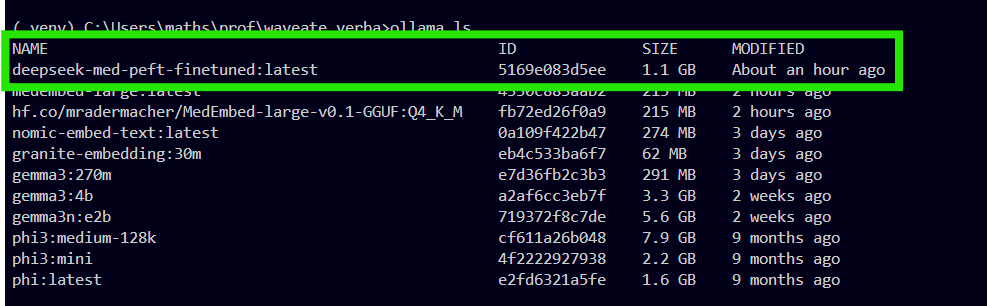 (.venv) C:\Users\maths\prof\waveate_verba>ollama ls
NAME ID SIZE MODIFIED
deepseek-med-peft-finetuned:latest 5169e083d5ee 1.1 GB About an hour ago
medembed-large:latest 215 MB 2 hours ago
hf.co/mradermacher/MedEmbed-large-v0.1-GGUF:Q4_K_M fb72ed26f0a9 215 MB 2 hours ago
nomic-embed-text:latest 0a109f422b47 274 MB 3 days ago
granite-embedding:30m eb4c533ba6f7 62 MB 3 days ago
gemma3:270m e7d36fb2c3b3 291 MB 3 days ago
gemma3:4b a2af6cc3eb7f 3.3 GB 2 weeks ago
gemma3n:e2b 719372f8c7de 5.6 GB 2 weeks ago
phi3:medium-128k cf611a26b048 7.9 GB 9 months ago
phi3:mini 4f2222927938 2.2 GB 9 months ago
phi:latest e2fd6321a5fe 1.6 GB 9 months ago